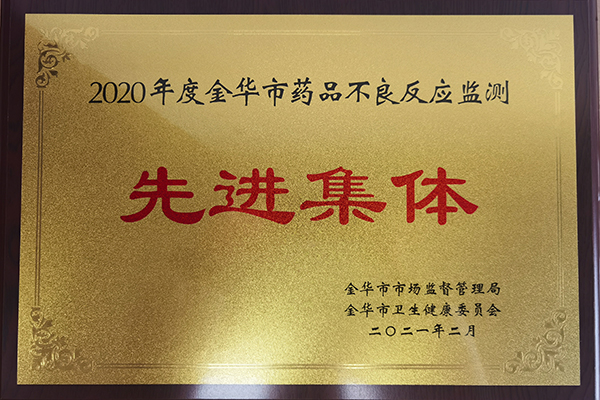 2020年度金华市药品不良反应监测
先进集体
金华市市场监督管理局
金华市卫生健康委员会
二〇二一年二月